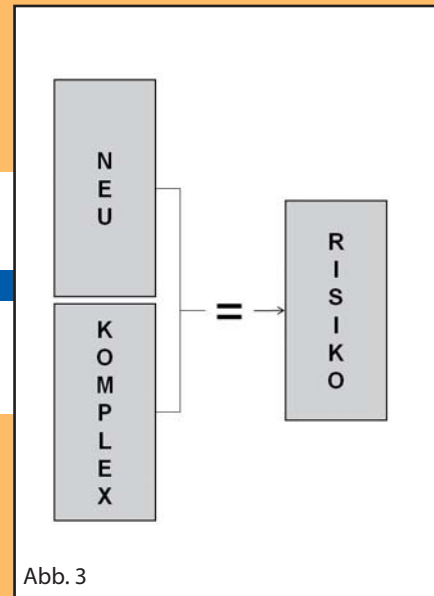 NEU
KOMPLEX
=
RISIKO
Abb. 3